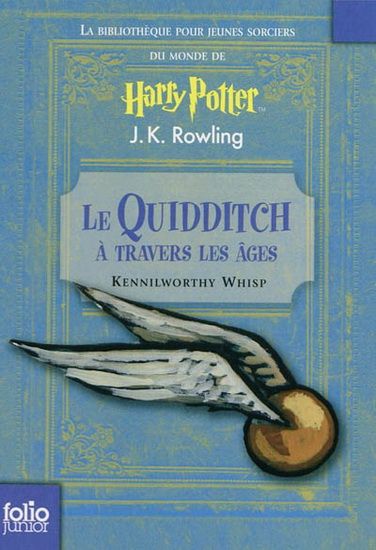 LA BIBLIOTHÈQUE POUR JEUNES SORCIERS
DU MONDE DE
Harry Potter™
J. K. Rowling
LE QUIDDITCH
À TRAVERS LES ÂGES
KENNILWORTHY WHISP
folio
junior